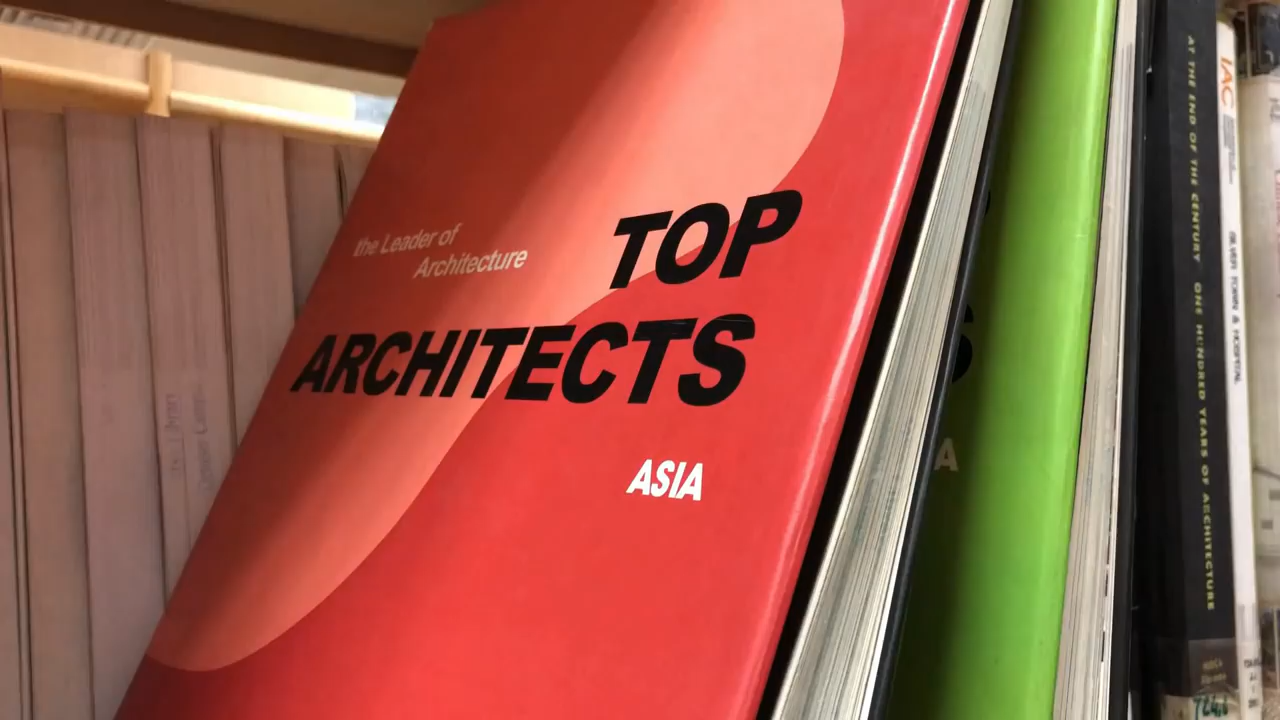 the Leader of
Architecture
TOP
ARCHITECTS
ASIA
S
A
AT THE END OF THE CENTURY ONE HUNDRED YEARS OF ARCHITECTURE
IAC